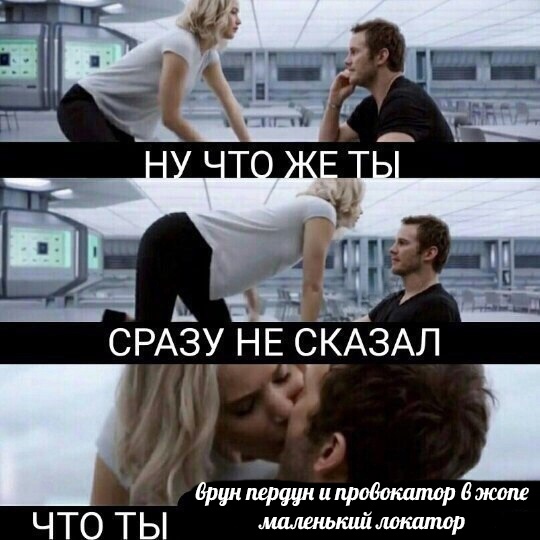 НУ ЧТО ЖЕ ТЫ
СРАЗУ НЕ СКАЗАЛ
ЧТО ТЫ
врун пердун и провокатор в жопе
маленький локатор